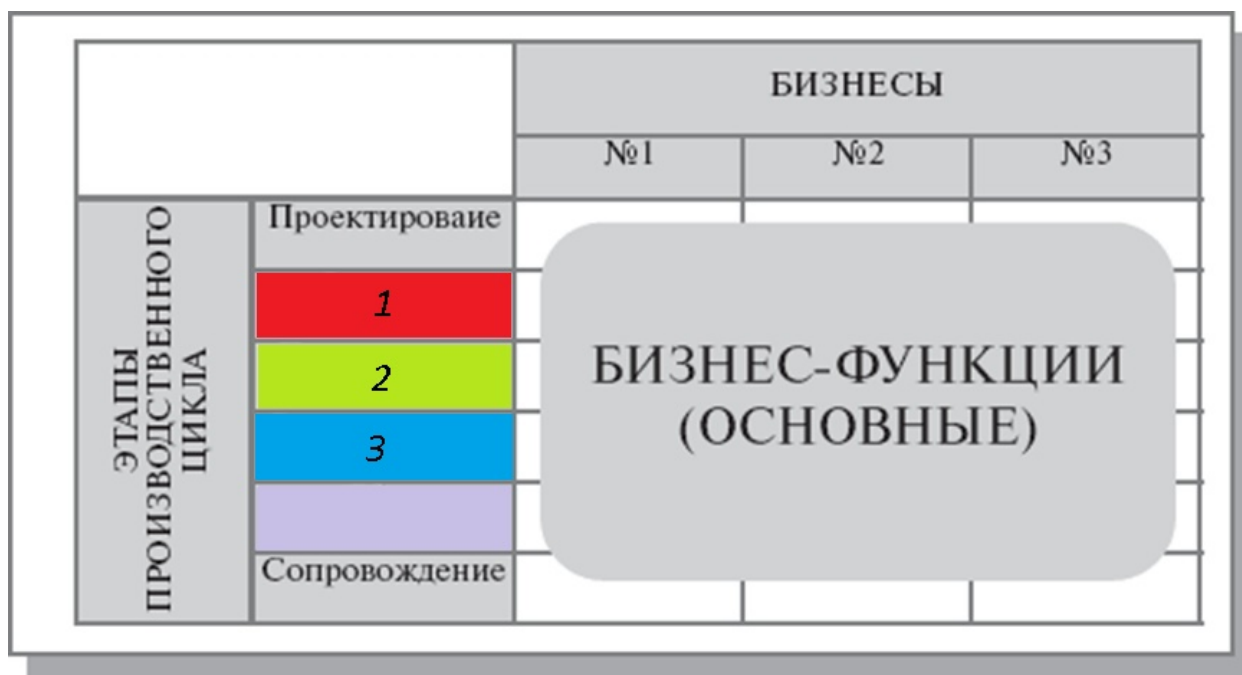 БИЗНЕСЫ
№1 №2 №3
ЭТАПЫ
ПРОИЗВОДСТВЕННОГО
ЦИКЛА
Проектироваие
1
2
3
Сопровождение
БИЗНЕС-ФУНКЦИИ
(ОСНОВНЫЕ)